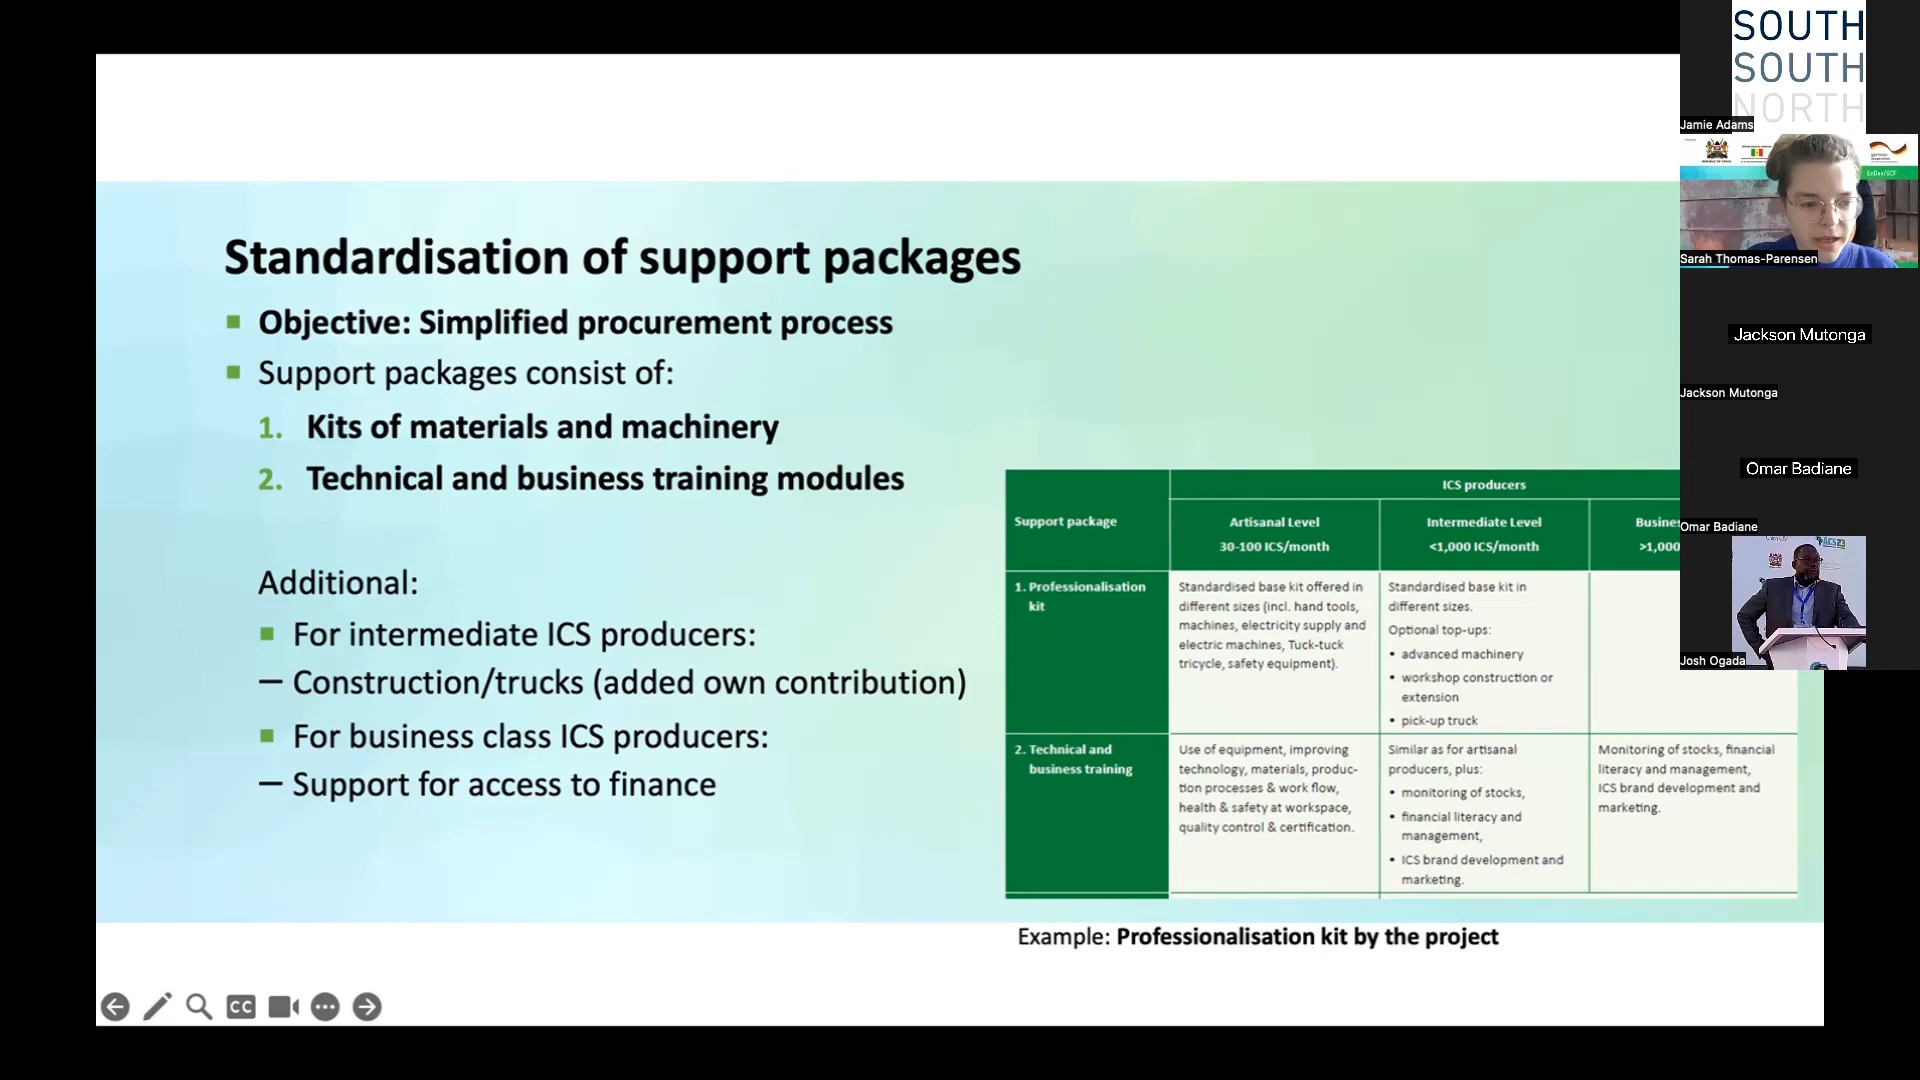 Standardisation of support packages
Objective: Simplified procurement process
Support packages consist of:
1. Kits of materials and machinery
2. Technical and business training modules
Additional:
For intermediate ICS producers:
— Construction/trucks (added own contribution)
For business class ICS producers:
— Support for access to finance
Support package
ICS producers
Artisanal Level
30-100 ICS/month
Intermediate Level
<1,000 ICS/month
>1,000
1. Professionalisation
kit
Standardised base kit offered in
different sizes (incl. hand tools,
machines, electricity supply and
electric machines, Tuck-tuck
tricycle, safety equipment).
Standardised base kit in
different sizes.
Optional top-ups:
• advanced machinery
• workshop construction or
extension
• pick-up truck
2. Technical and
business training
Use of equipment, improving
technology, materials, produc-
tion processes & work flow,
health & safety at workspace,
quality control & certification.
Similar as for artisanal
producers, plus:
• monitoring of stocks,
• financial literacy and
management,
• ICS brand development and
marketing.
Monitoring of stocks, financial
literacy and management,
ICS brand development and
marketing.
Example: Professionalisation kit by the project
CC
SOUTH
SOUTH
NORTH
Jamie Adams
Sarah Thomas-Parensen
Jackson Mutonga
Jackson Mutonga
Omar Badiane
Omar Badiane
Josh Ogada